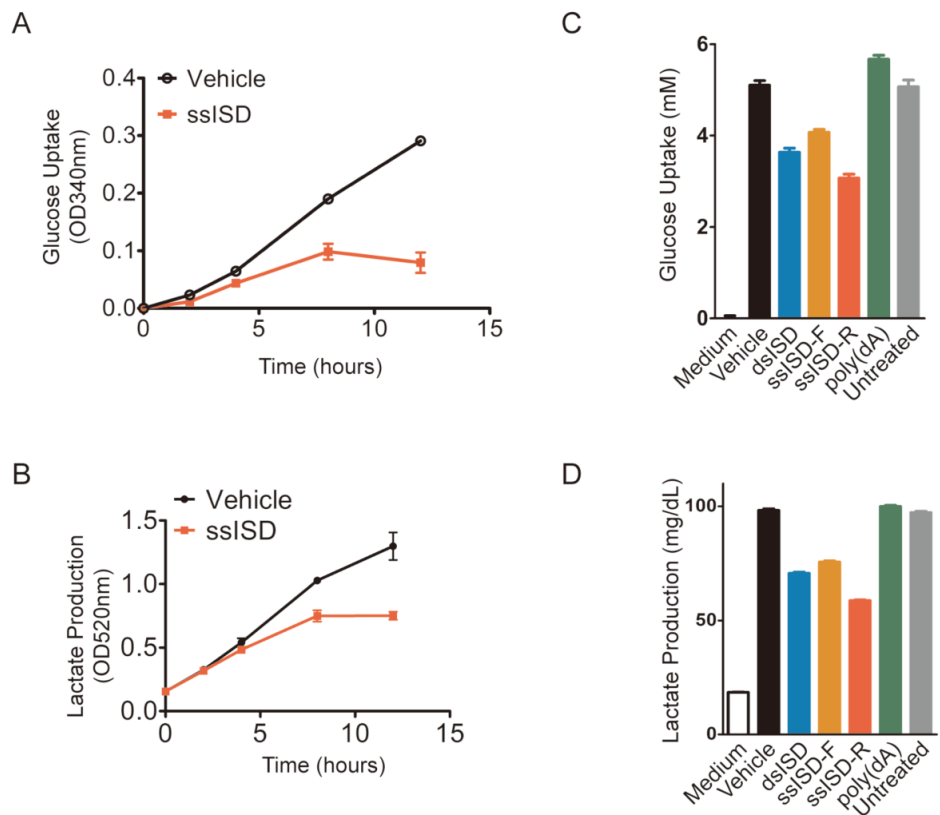 A
Vehicle
ssISD
Glucose Uptake
(OD340nm)
0.4
0.3
0.2
0.1
0.0
0 5 10 15
Time (hours)
B
Vehicle
ssISD
Lactate Production
(OD520nm)
1.5
1.0
0.5
0.0
0 5 10 15
Time (hours)
C
Glucose Uptake (mM)
6
4
2
0
Medium
Vehicle
dsISD
ssISD-F
ssISD-R
poly(dA)
Untreated
D
Lactate Production (mg/dL)
100
50
0
Medium
Vehicle
dsISD
ssISD-F
ssISD-R
poly(dA)
Untreated